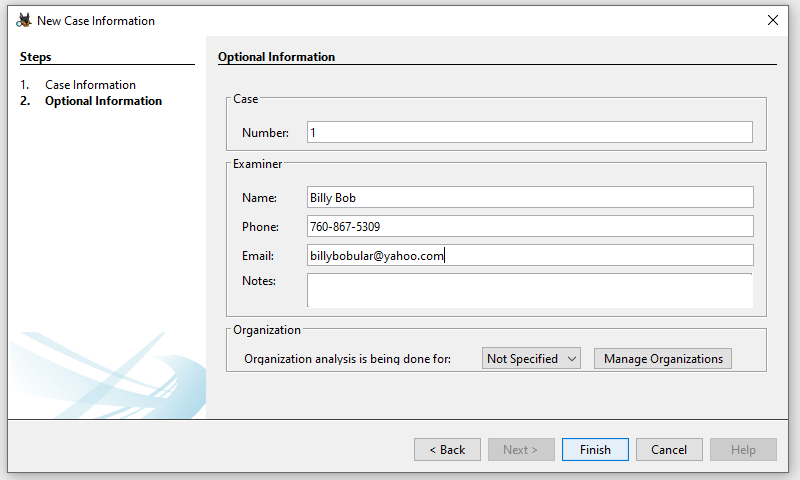 New Case Information
Steps
1. Case Information
2. Optional Information
Optional Information
Case
Number: 1
Examiner
Name: Billy Bob
Phone: 760-867-5309
Email: billybobular@yahoo.com
Notes:
Organization
Organization analysis is being done for: Not Specified Manage Organizations
< Back Next > Finish Cancel Help